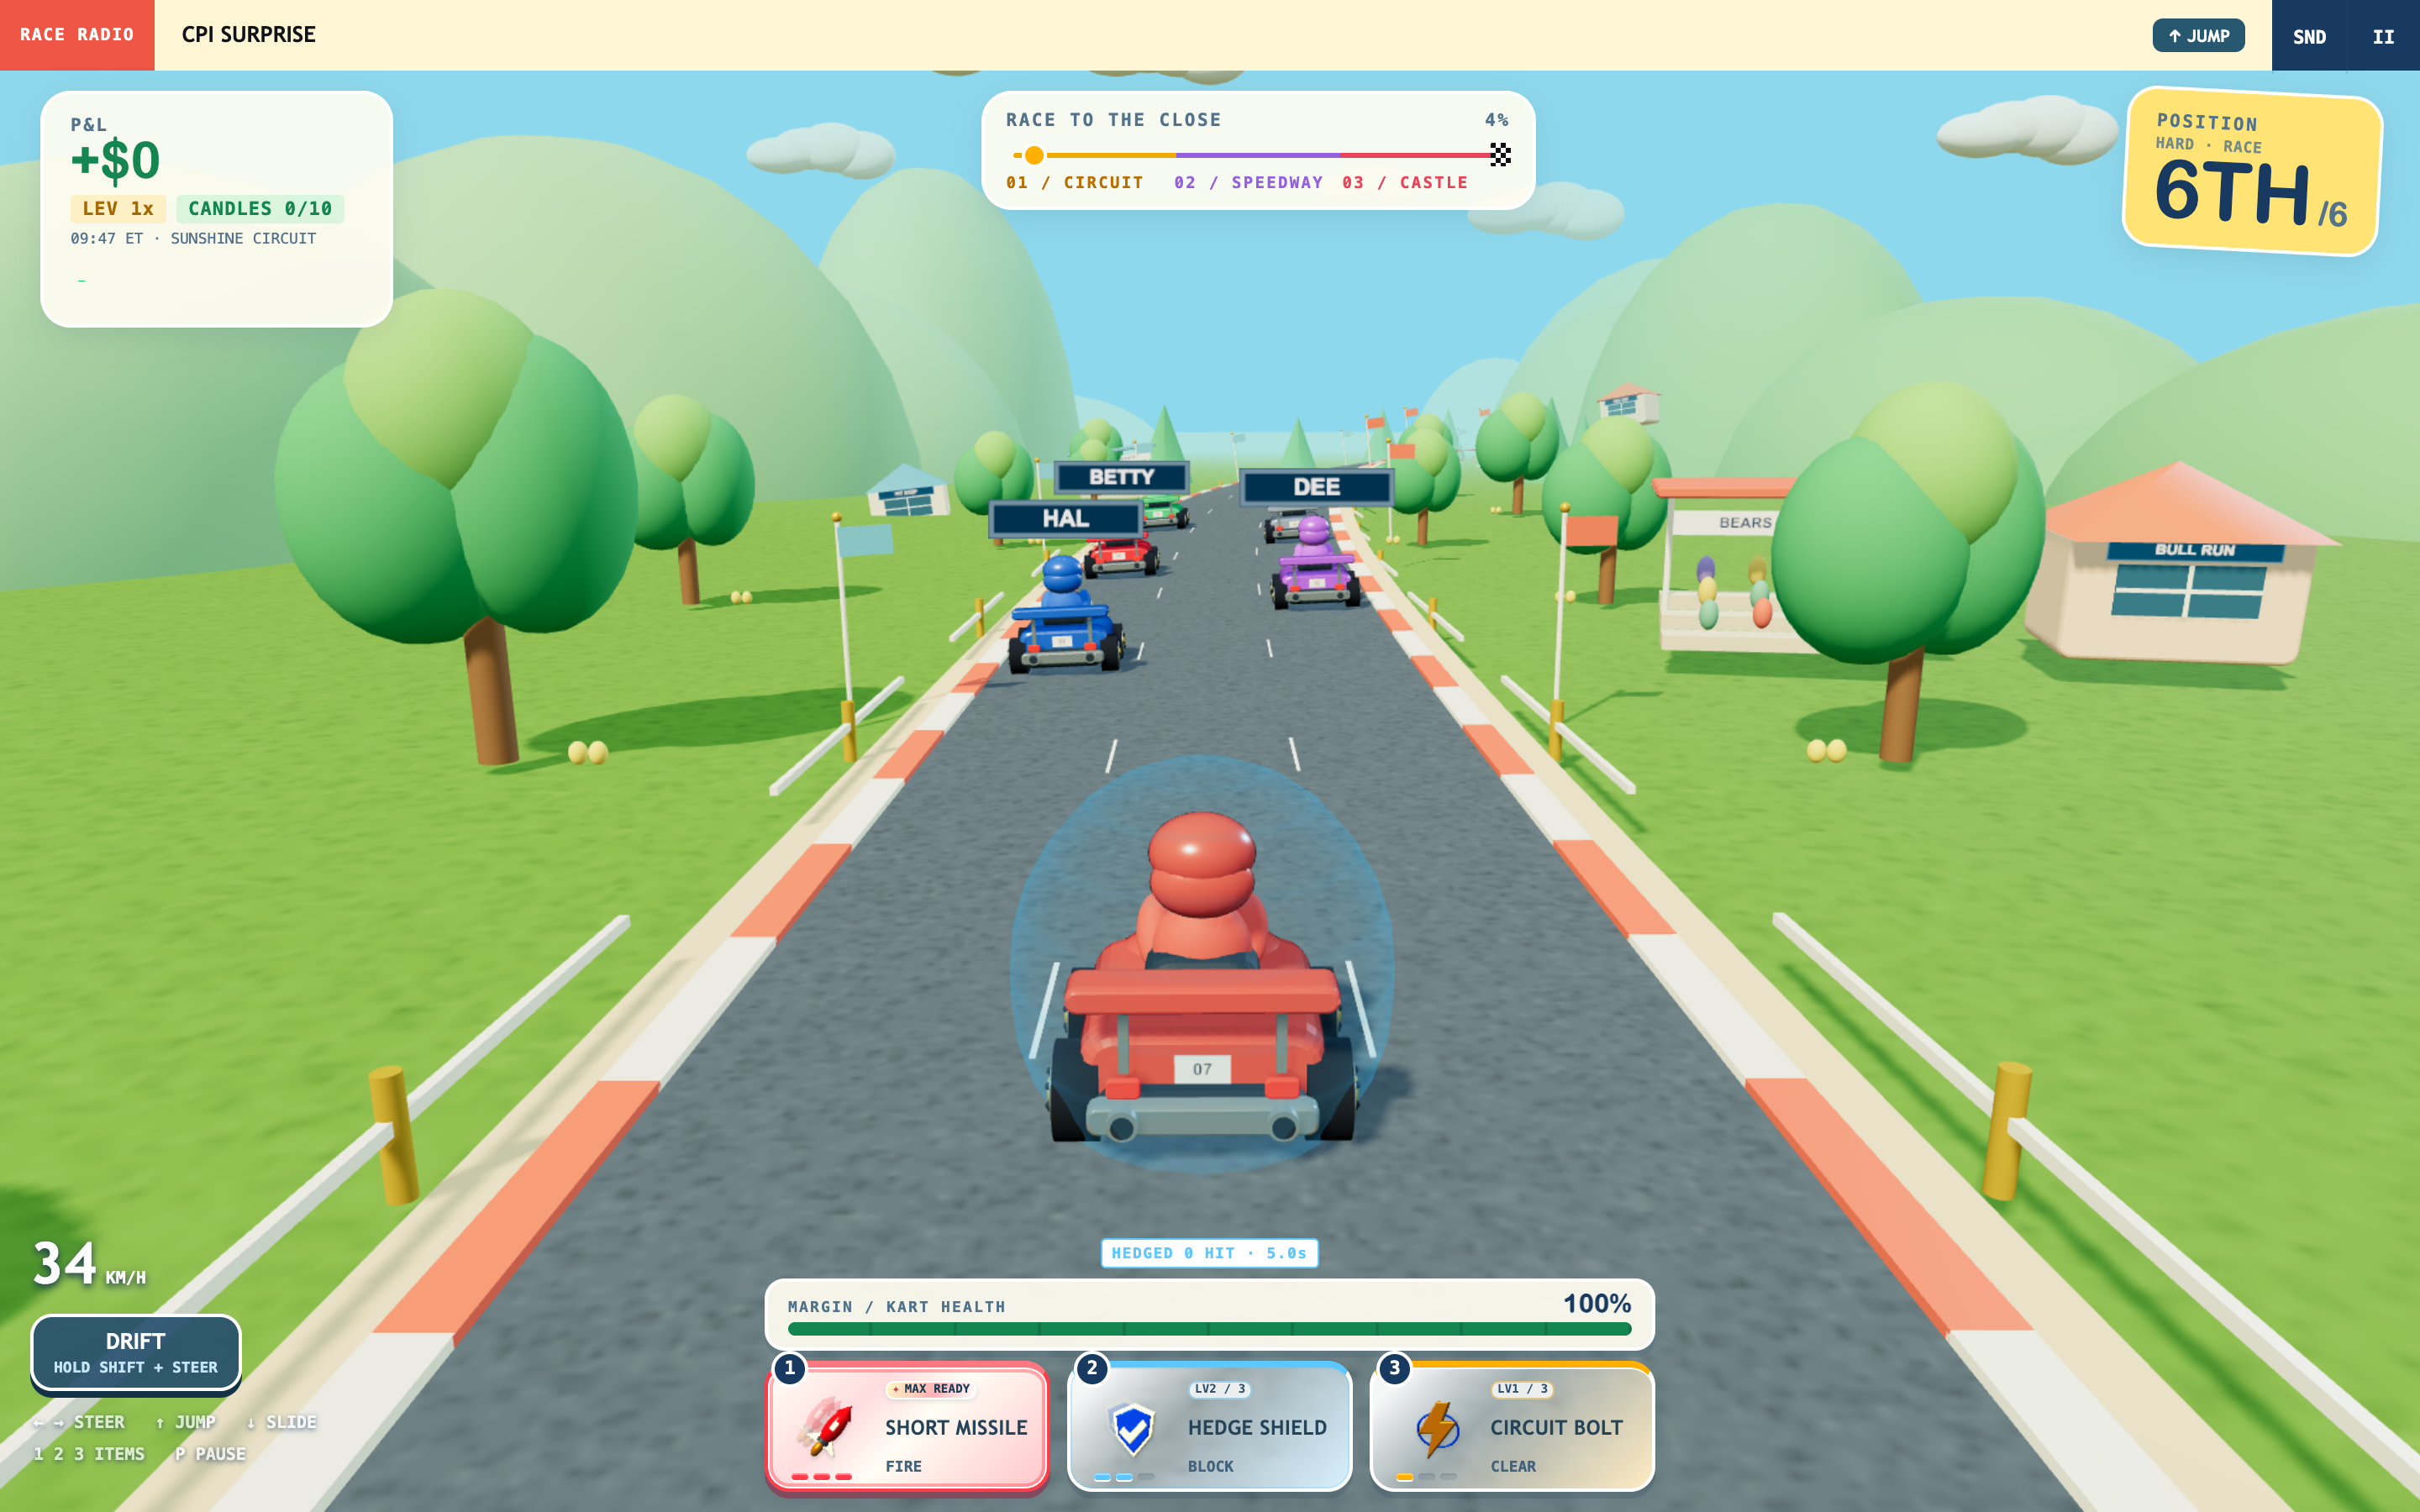 RACE RADIO
CPI SURPRISE
↑ JUMP
SND
II
P&L
+$0
LEV 1x
CANDLES 0/10
09:47 ET · SUNSHINE CIRCUIT
RACE TO THE CLOSE
4%
01 / CIRCUIT
02 / SPEEDWAY
03 / CASTLE
POSITION
HARD · RACE
6TH/6
BETTY
DEE
HAL
BEARS
BULL RUN
07
34 KM/H
DRIFT
HOLD SHIFT + STEER
← → STEER ↑ JUMP ↓ SLIDE
1 2 3 ITEMS P PAUSE
HEDGED 0 HIT · 5.0s
MARGIN / KART HEALTH
100%
1
✦ MAX READY
SHORT MISSILE
FIRE
2
LV2 / 3
HEDGE SHIELD
BLOCK
3
LV1 / 3
CIRCUIT BOLT
CLEAR